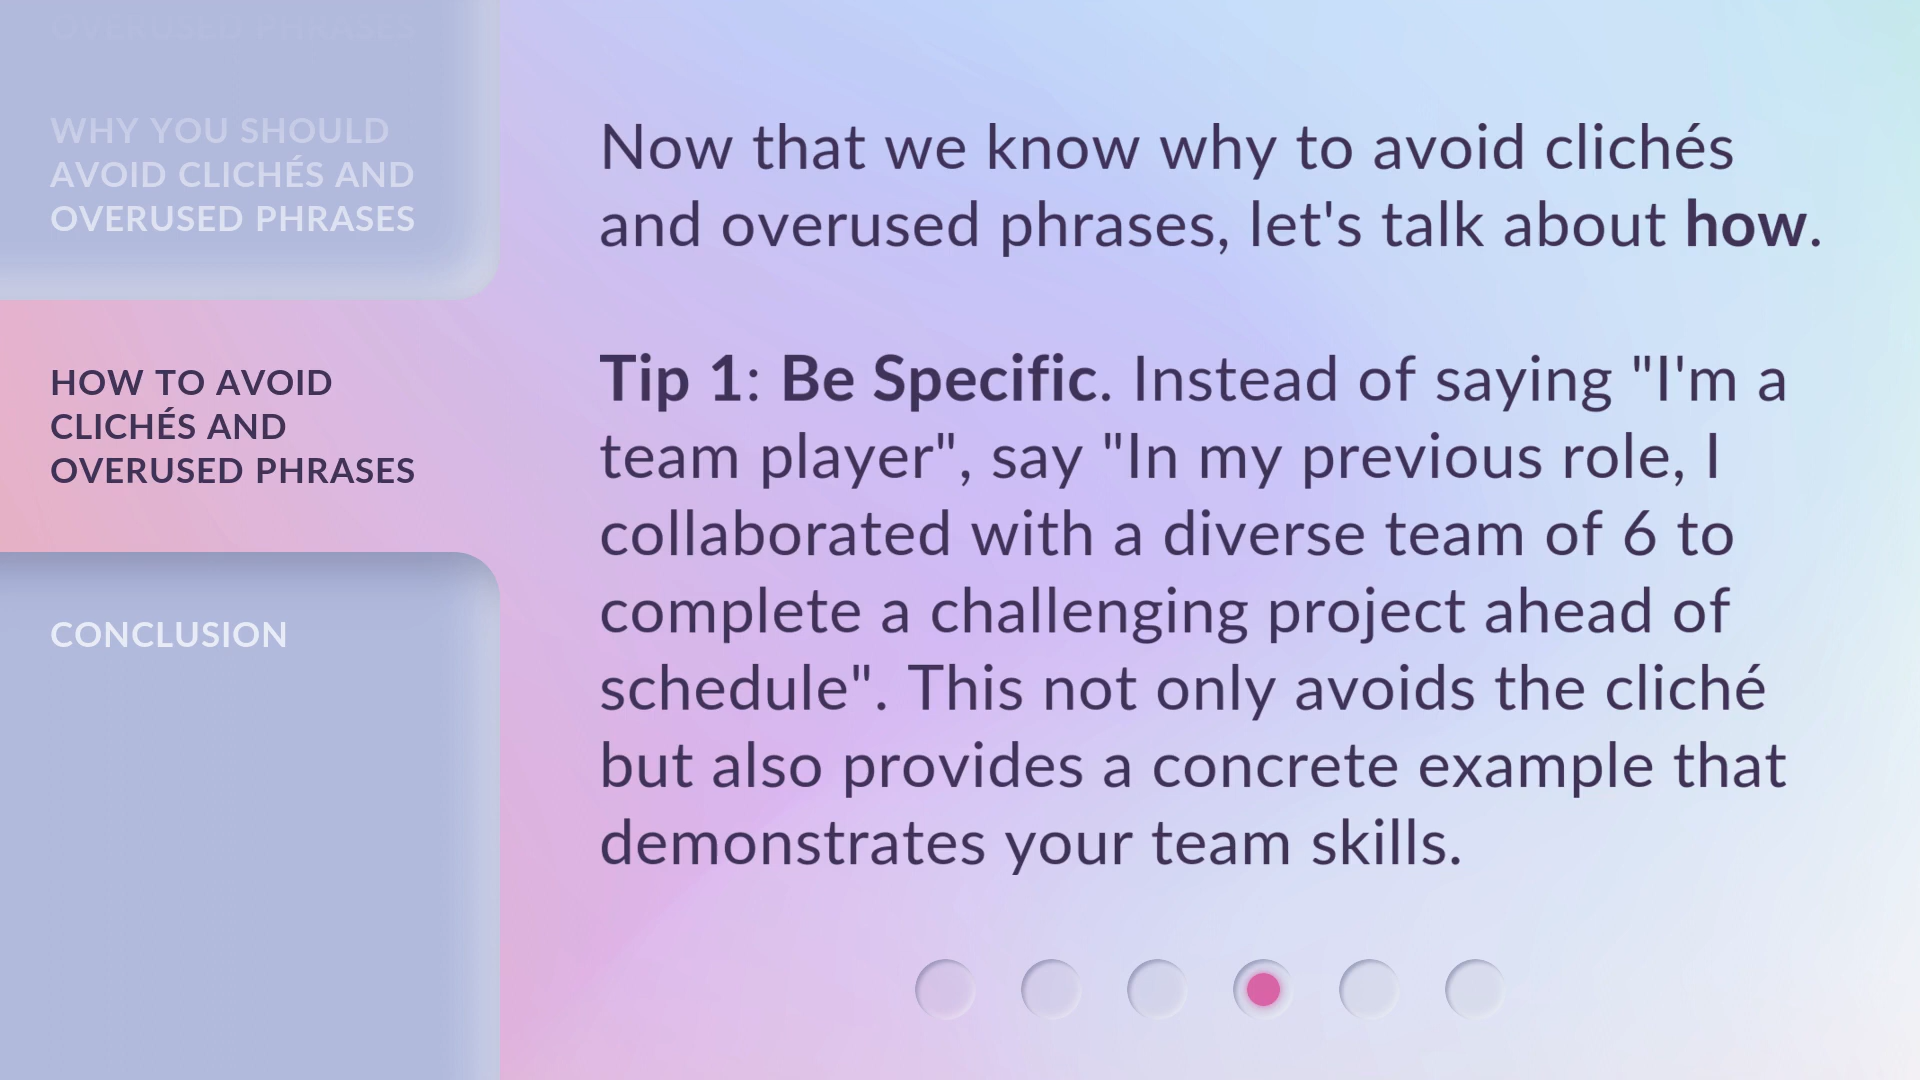 OVERUSED PHRASES
WHY YOU SHOULD
AVOID CLICHÉS AND
OVERUSED PHRASES
HOW TO AVOID
CLICHÉS AND
OVERUSED PHRASES
CONCLUSION
Now that we know why to avoid clichés
and overused phrases, let's talk about how.
Tip 1: Be Specific. Instead of saying "I'm a
team player", say "In my previous role, I
collaborated with a diverse team of 6 to
complete a challenging project ahead of
schedule". This not only avoids the cliché
but also provides a concrete example that
demonstrates your team skills.